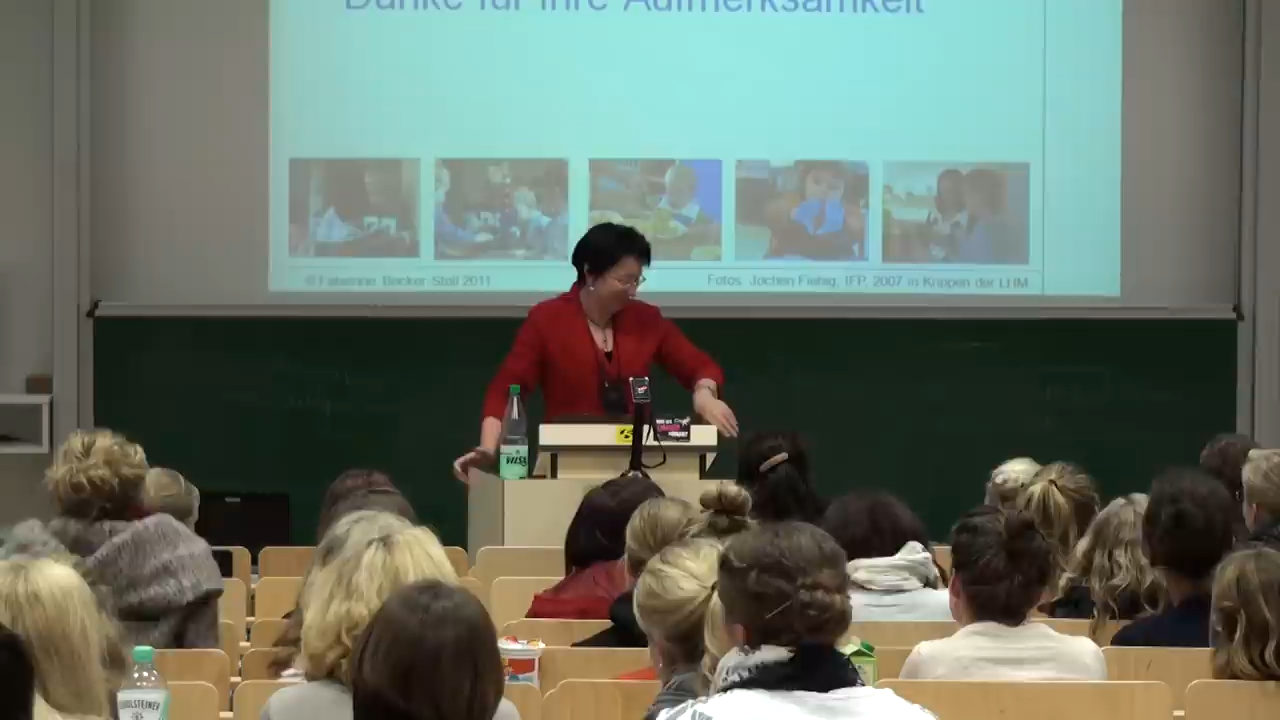 Danke für Ihre Aufmerksamkeit
© Fabienne Becker-Stoll 2011
Fotos: Jochen Fiebig, IFP, 2007 in Krippen der LHM